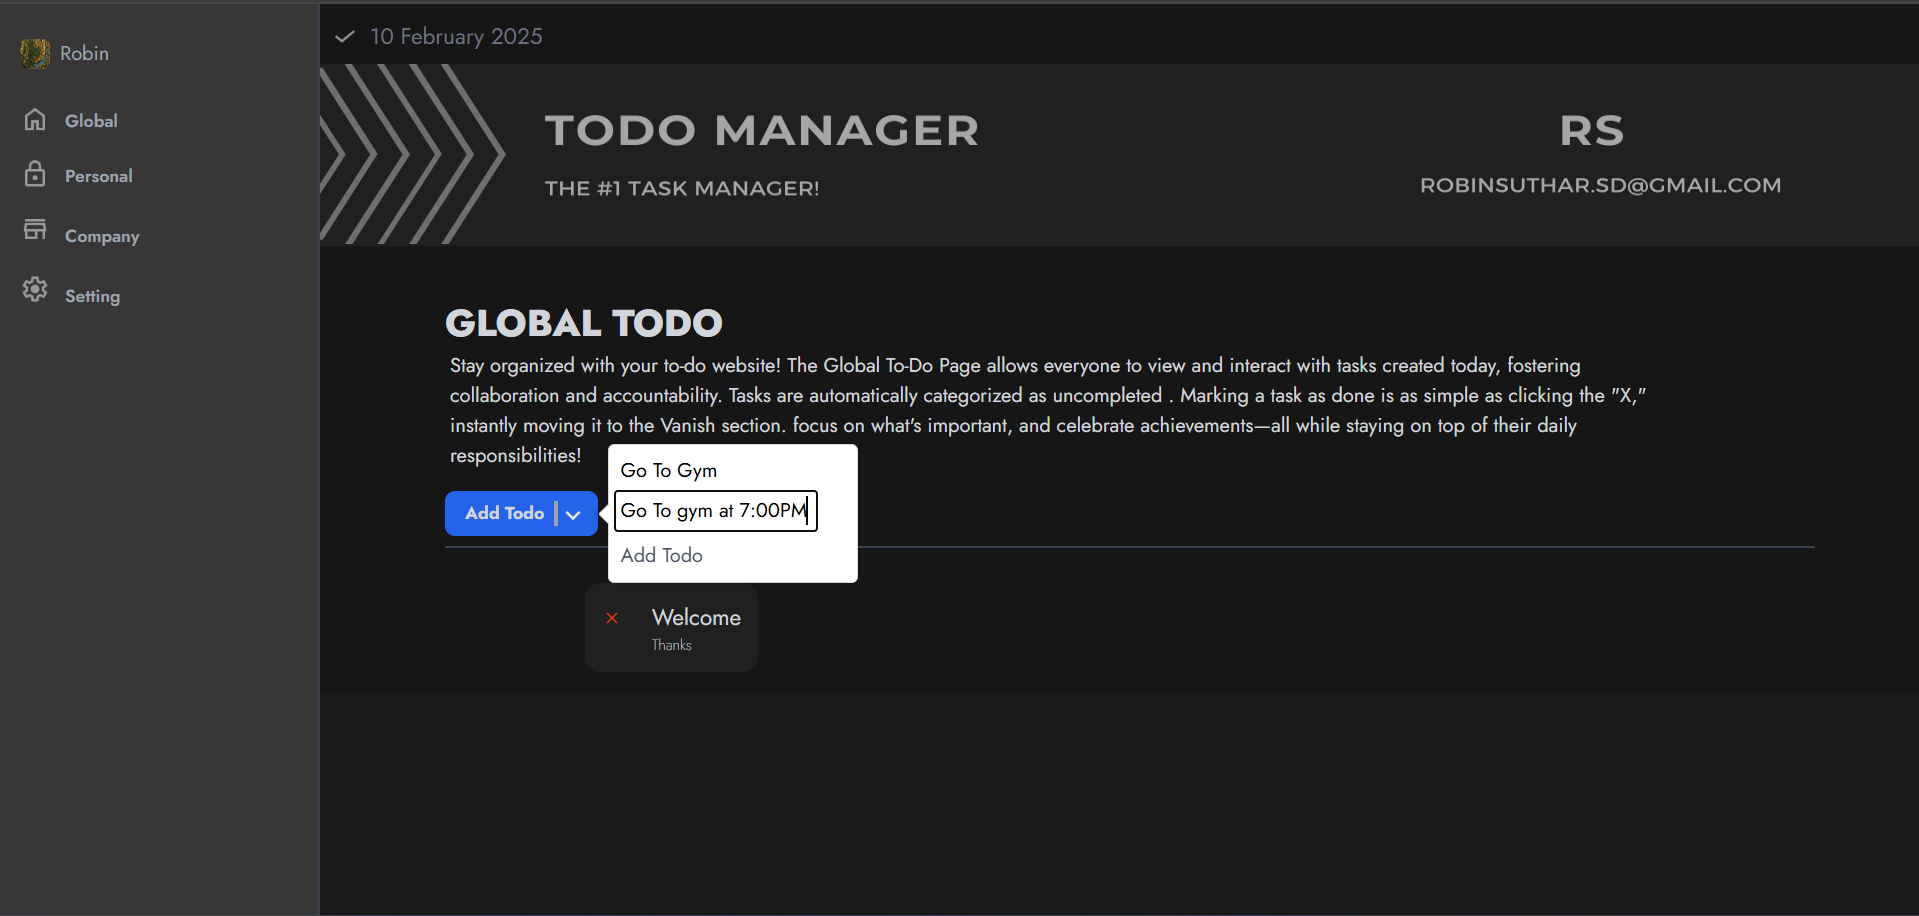 Robin
Global
Personal
Company
Setting
10 February 2025
TODO MANAGER
THE #1 TASK MANAGER!
RS
ROBINSUTHAR.SD@GMAIL.COM
GLOBAL TODO
Stay organized with your to-do website! The Global To-Do Page allows everyone to view and interact with tasks created today, fostering
collaboration and accountability. Tasks are automatically categorized as uncompleted . Marking a task as done is as simple as clicking the "X,"
instantly moving it to the Vanish section. focus on what's important, and celebrate achievements—all while staying on top of their daily
responsibilities!
Add Todo
Go To Gym
Go To gym at 7:00PM
Add Todo
Welcome
Thanks